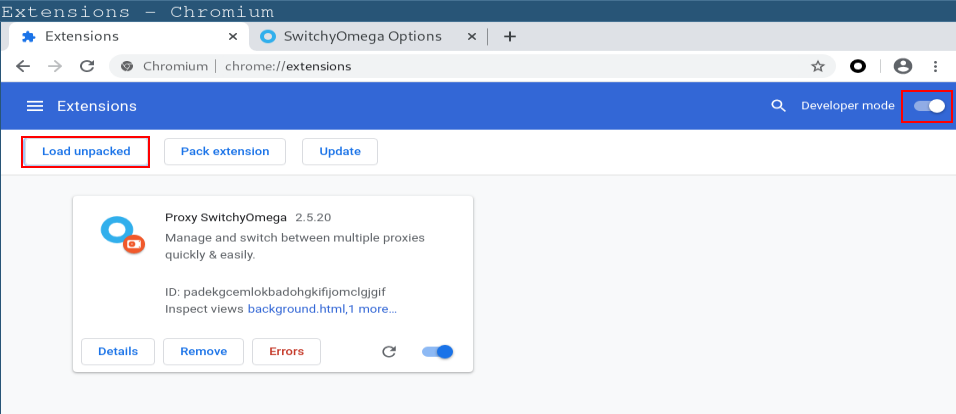 Extensions - Chromium
Extensions
SwitchyOmega Options
Chromium | chrome://extensions
Extensions
Developer mode
Load unpacked
Pack extension
Update
Proxy SwitchyOmega 2.5.20
Manage and switch between multiple proxies
quickly & easily.
ID: padekgcemlokbadohgkifijomclgjgif
Inspect views background.html,1 more...
Details
Remove
Errors